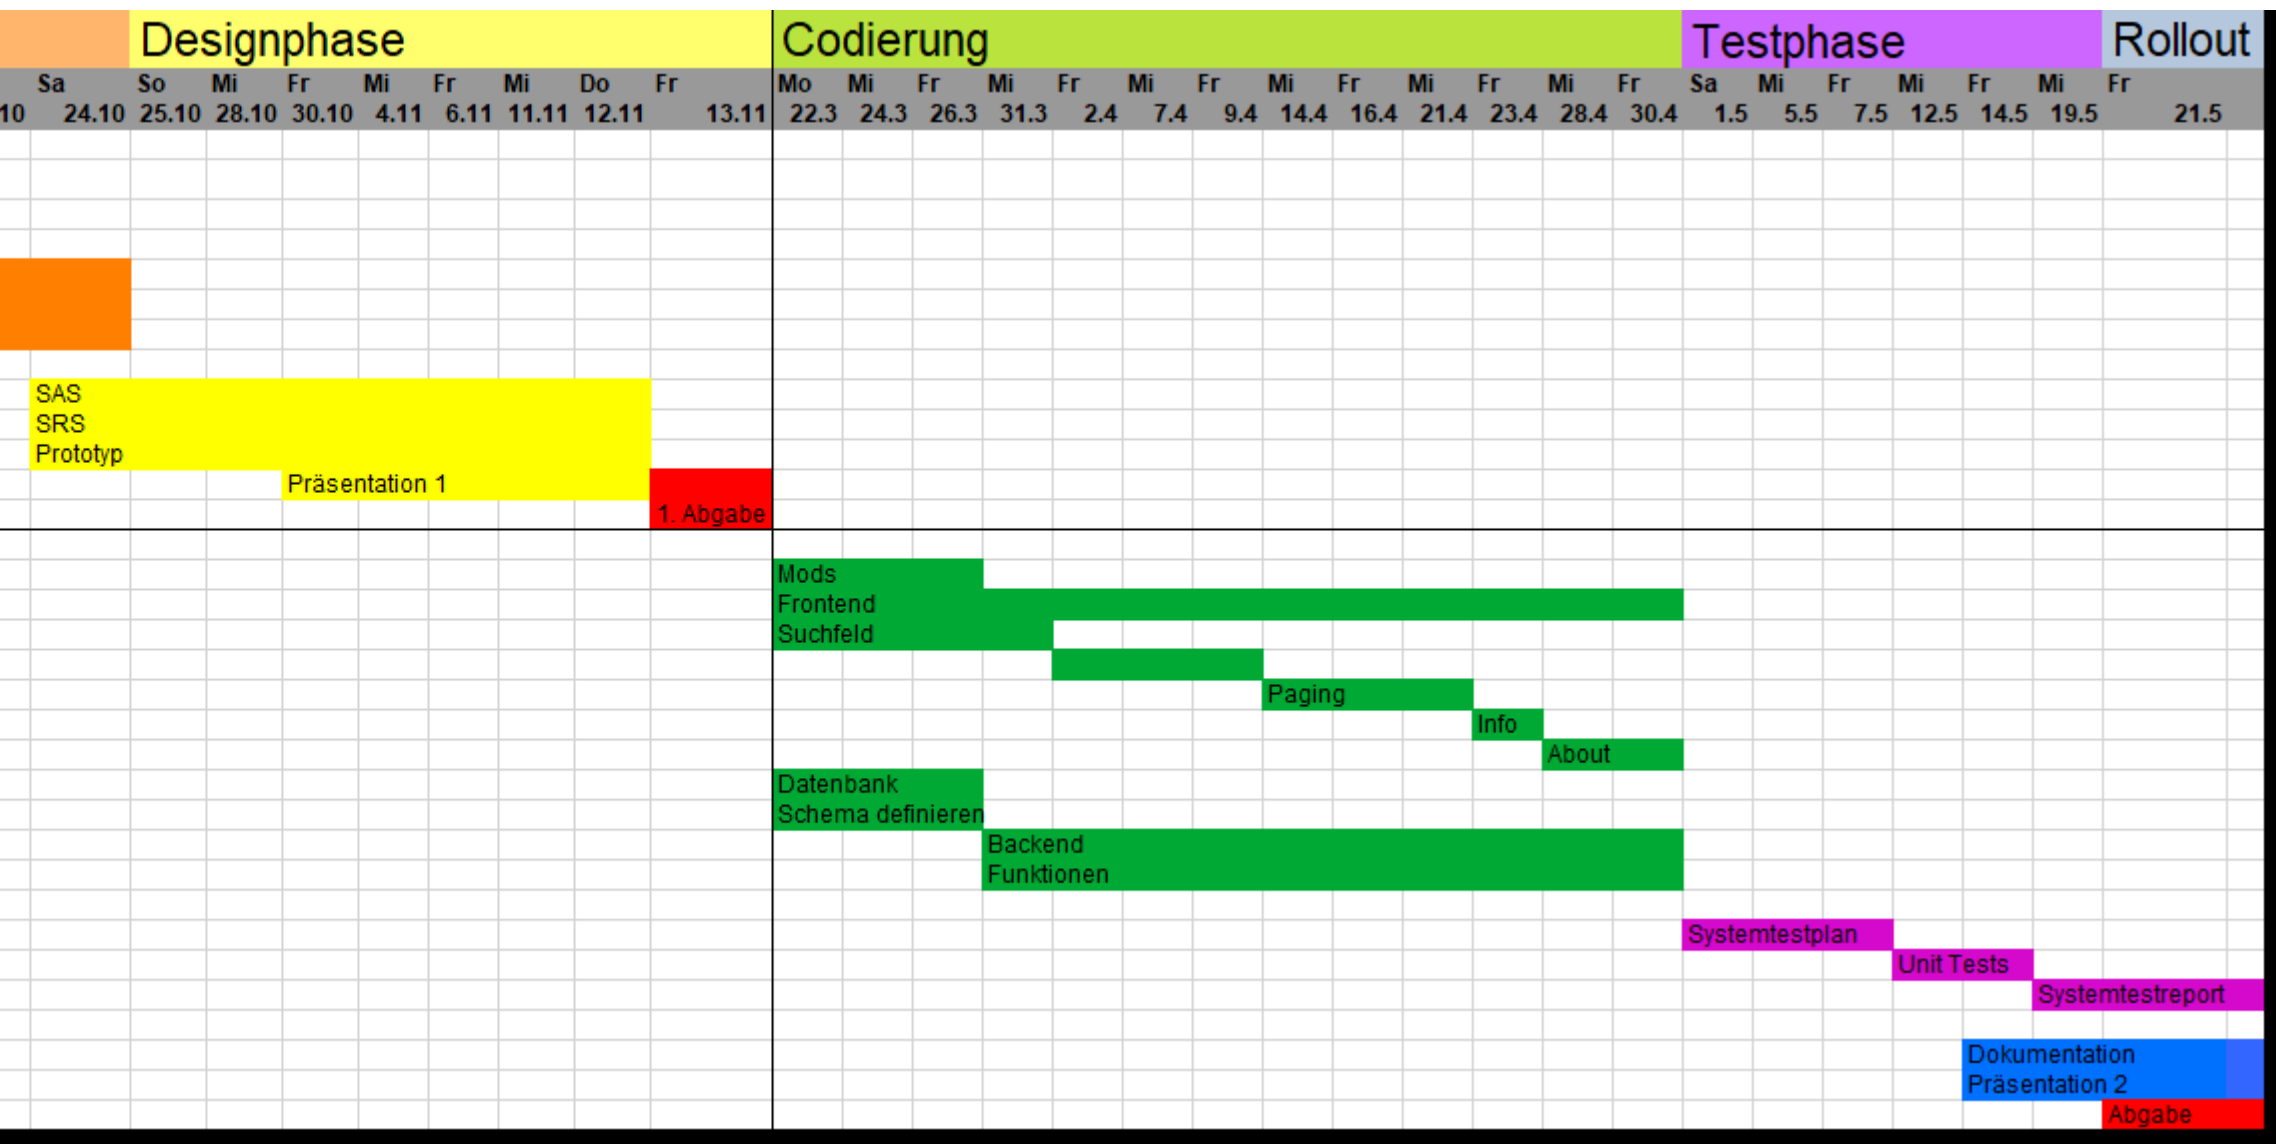 Designphase Codierung Testphase Rollout
Sa So Mi Fr Mi Fr Mi Do Fr Mo Mi Fr Mi Fr Mi Fr Mi Fr Mi Fr Mi Fr Sa Mi Fr Mi Fr Mi Fr
10 24.10 25.10 28.10 30.10 4.11 6.11 11.11 12.11 13.11 22.3 24.3 26.3 31.3 2.4 7.4 9.4 14.4 16.4 21.4 23.4 28.4 30.4 1.5 5.5 7.5 12.5 14.5 19.5 21.5
SAS
SRS
Prototyp
Präsentation 1
1. Abgabe
Mods
Frontend
Suchfeld
Paging
Info
About
Datenbank
Schema definieren
Backend
Funktionen
Systemtestplan
Unit Tests
Systemtestreport
Dokumentation
Präsentation 2
Abgabe